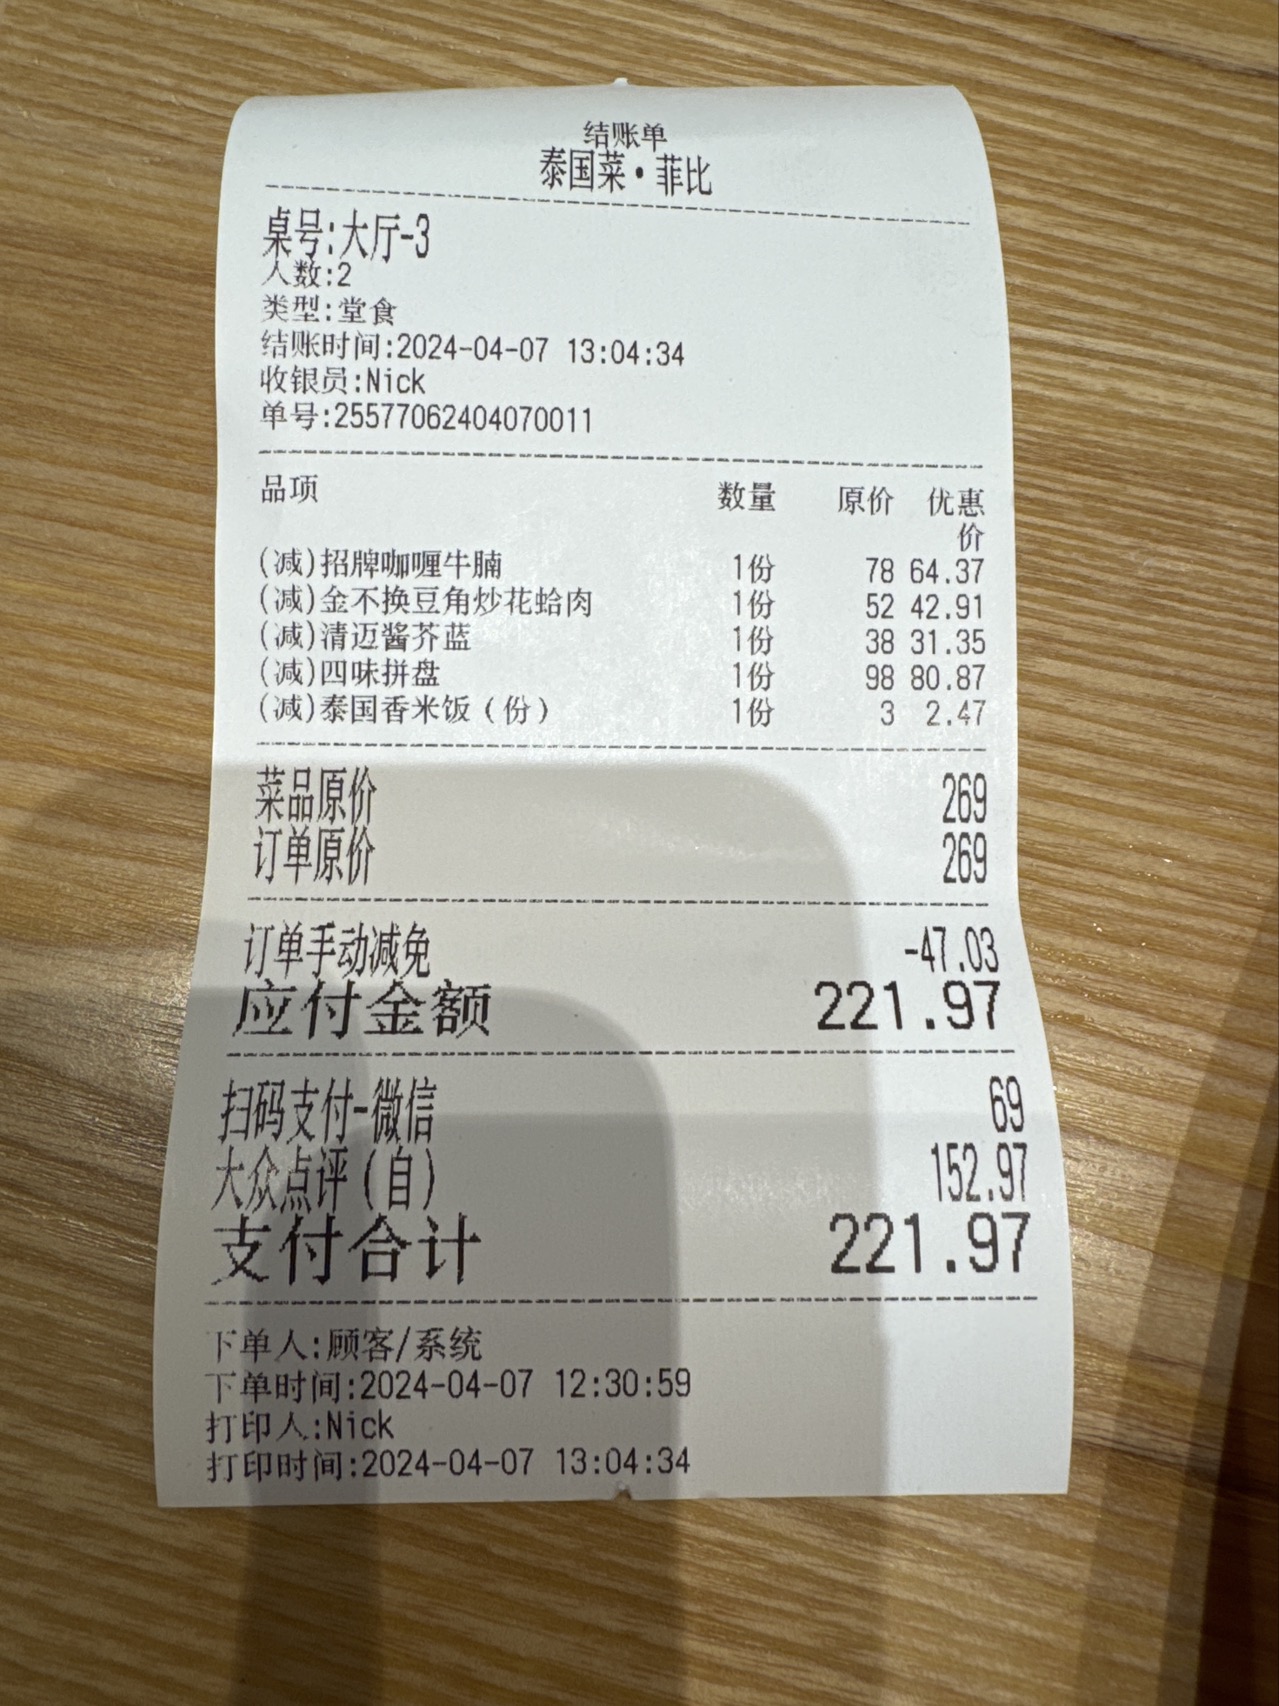 结账单
泰国菜•菲比
桌号:大厅-3
人数:2
类型:堂食
结账时间:2024-04-07 13:04:34
收银员:Nick
单号:25577062404070011
品项 数量 原价 优惠
价
(减)招牌咖喱牛腩 1份 78 64.37
(减)金不换豆角炒花蛤肉 1份 52 42.91
(减)清迈酱芥蓝 1份 38 31.35
(减)四味拼盘 1份 98 80.87
(减)泰国香米饭(份) 1份 3 2.47
菜品原价 269
订单原价 269
订单手动减免 -47.03
应付金额 221.97
扫码支付-微信 69
大众点评(自) 152.97
支付合计 221.97
下单人:顾客/系统
下单时间:2024-04-07 12:30:59
打印人:Nick
打印时间:2024-04-07 13:04:34